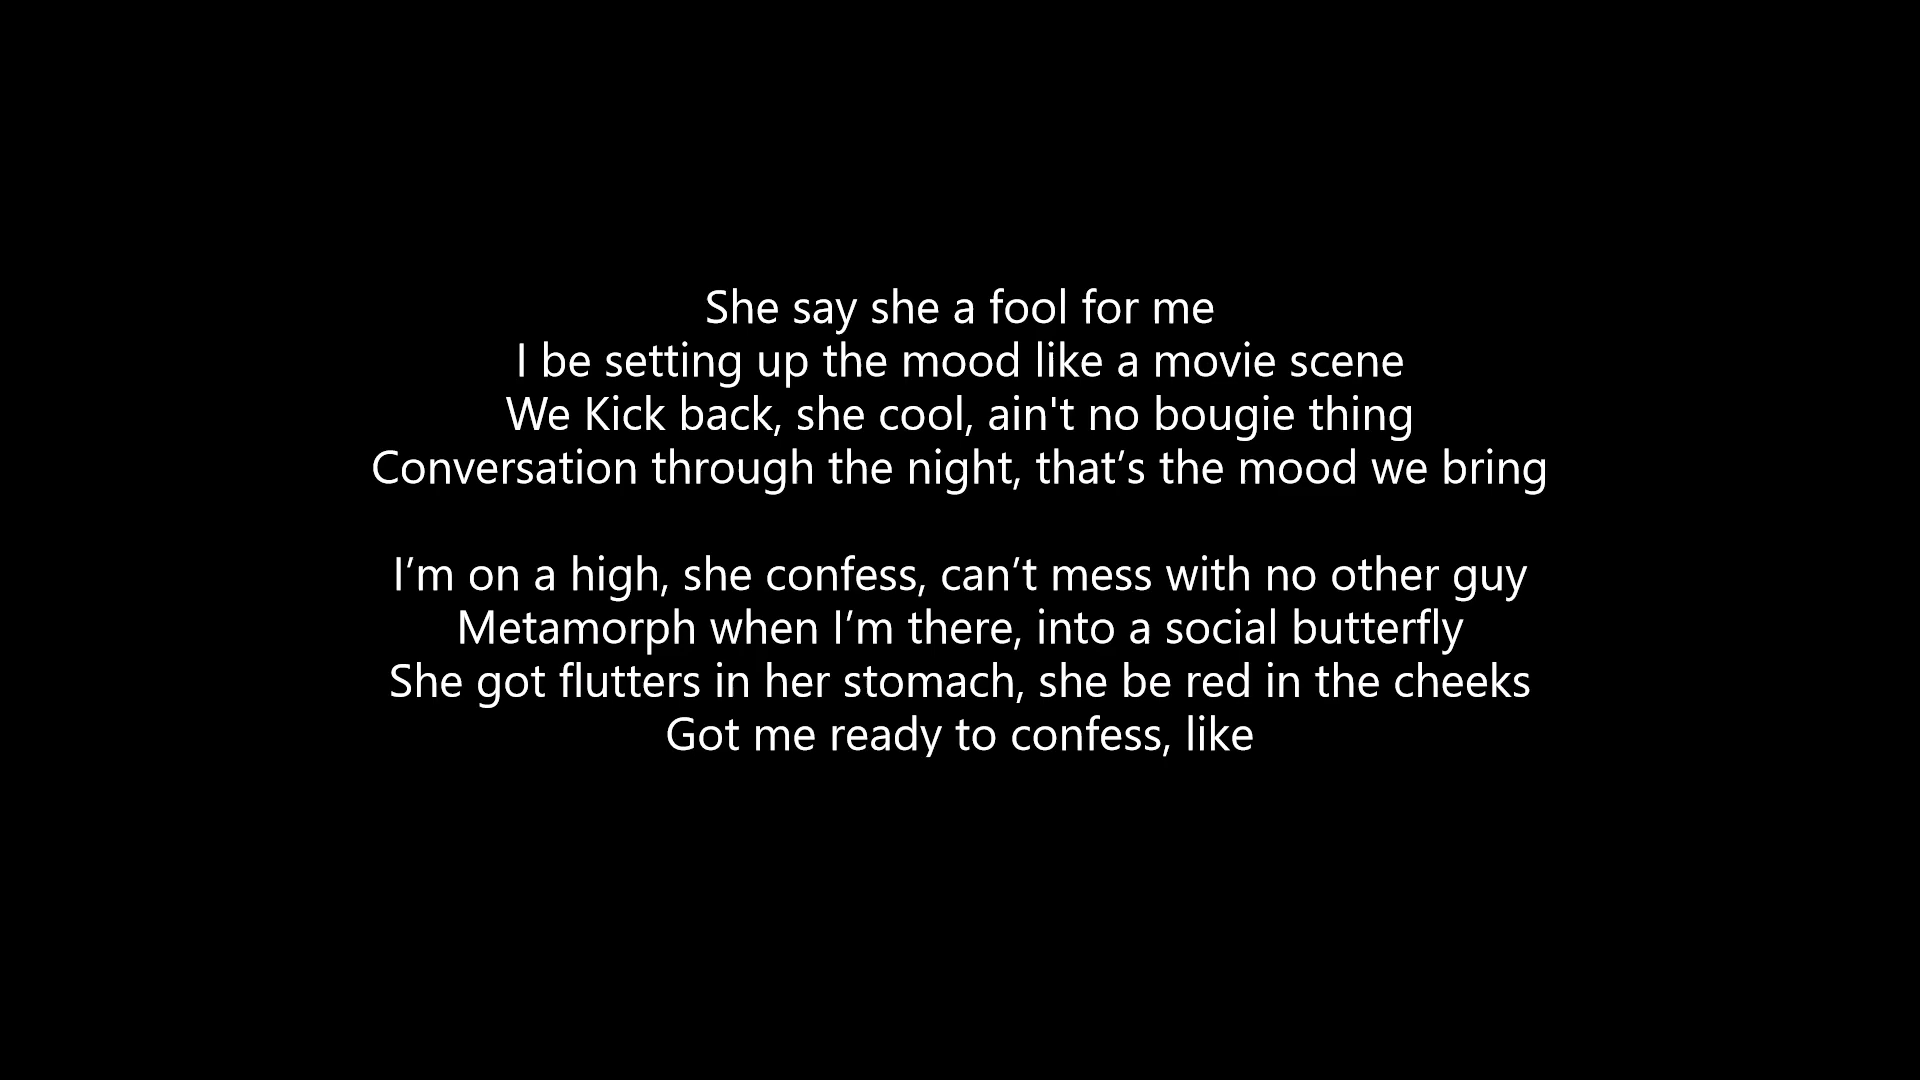 She say she a fool for me
I be setting up the mood like a movie scene
We Kick back, she cool, ain't no bougie thing
Conversation through the night, that’s the mood we bring

I’m on a high, she confess, can’t mess with no other guy
Metamorph when I’m there, into a social butterfly
She got flutters in her stomach, she be red in the cheeks
Got me ready to confess, like